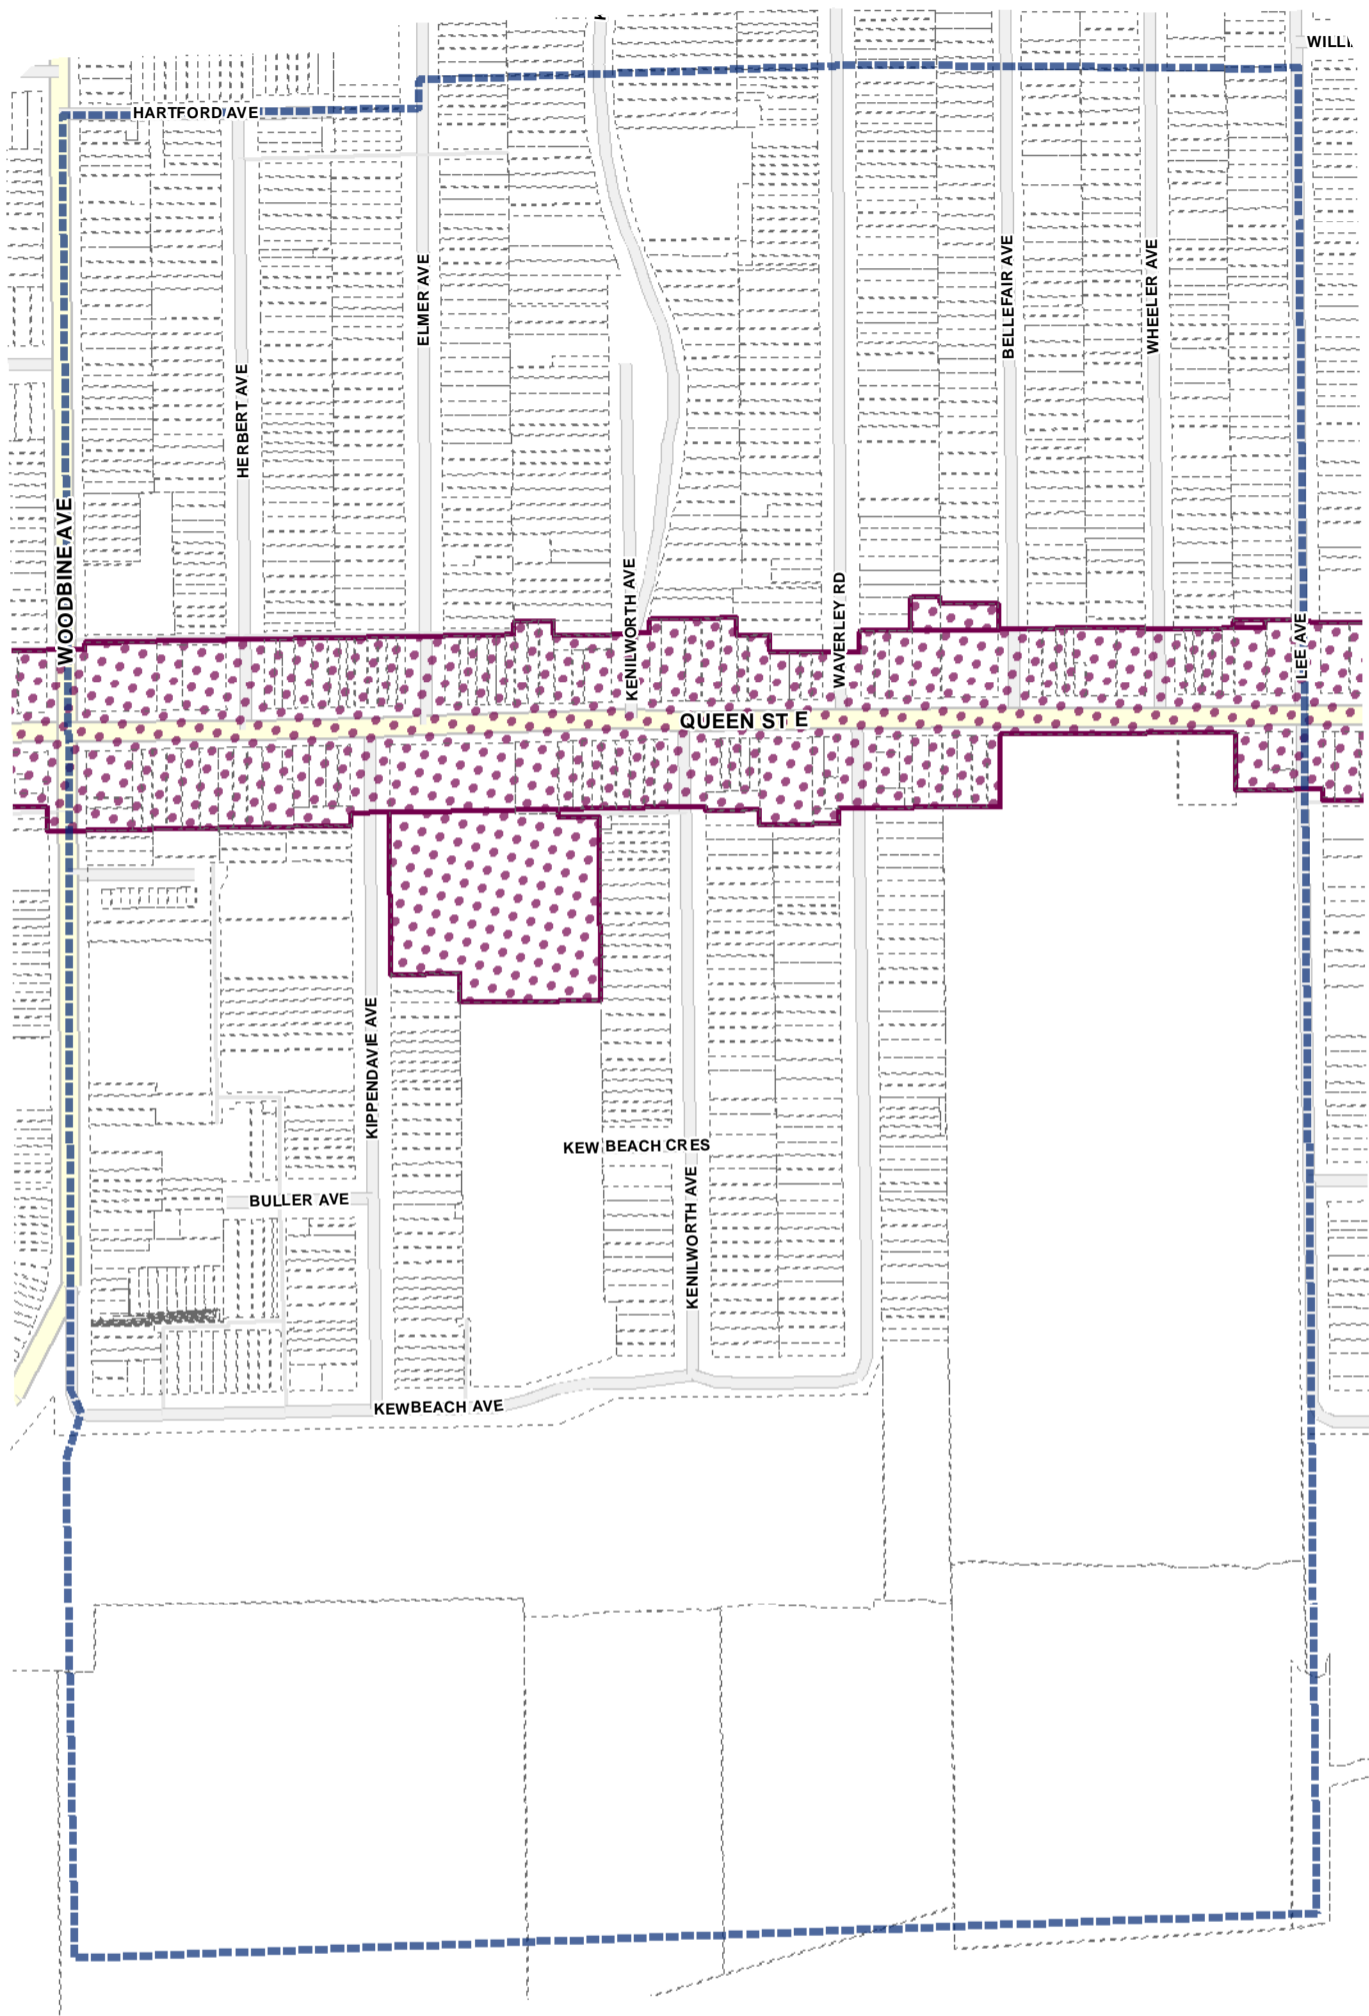 HARTFORD AVE
ELMER AVE
BELLEFAIR AVE
WHEELER AVE
HERBERT AVE
WOODBINE AVE
KENILWORTH AVE
WAVERLEY RD
LEE AVE
QUEEN ST E
KIPPENDAVIE AVE
KEW BEACH CRES
BULLER AVE
KENILWORTH AVE
KEWBEACH AVE